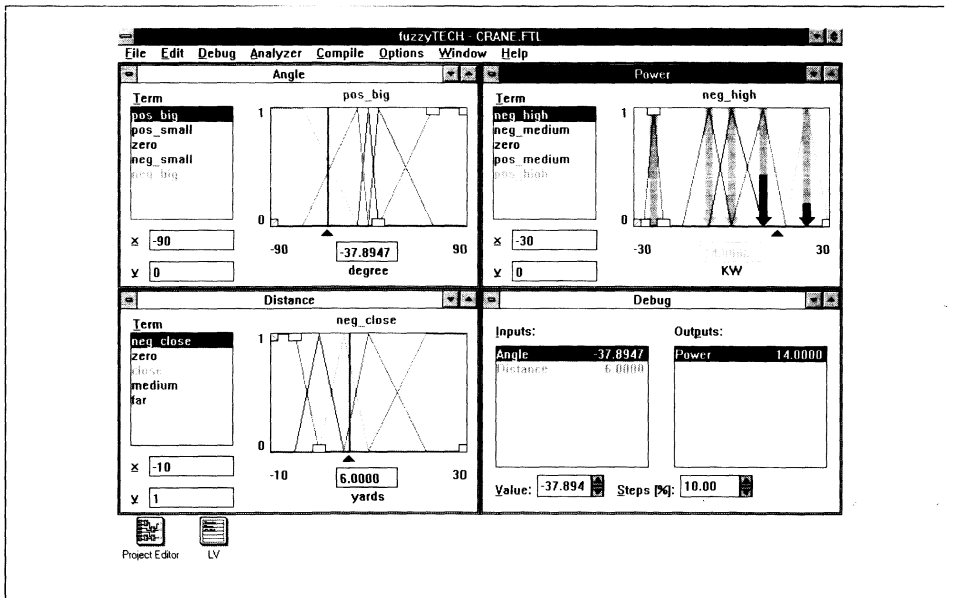 fuzzyTECH - CRANE.FTL
File Edit Debug Analyzer Compile Options Window Help
Angle
Term
pos_big
pos_big
pos_small
zero
neg_small
neg_big
1
0
x -90
y 0
-90
-37.8947
90
degree
Power
Term
neg_high
neg_high
neg_medium
zero
pos_medium
pos_high
1
0
x -30
y 0
-30
30
KW
Distance
Term
neg_close
neg_close
zero
close
medium
far
1
0
x -10
y 1
-10
6.0000
30
yards
Debug
Inputs:
Outputs:
Angle -37.8947
Power 14.0000
Distance 6.0000
Value: -37.894
Steps [%]: 10.00
Project Editor
LV